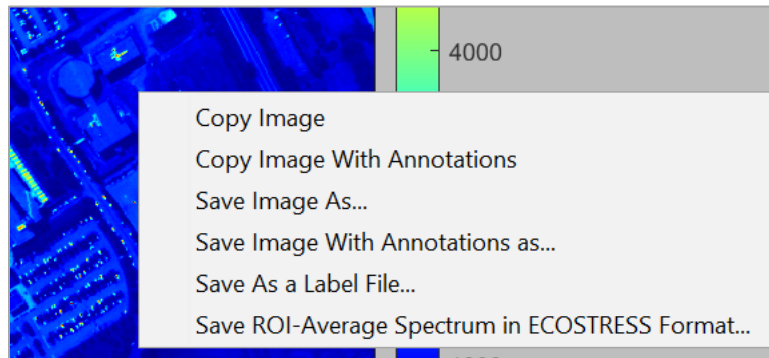 4000
Copy Image
Copy Image With Annotations
Save Image As...
Save Image With Annotations as...
Save As a Label File...
Save ROI-Average Spectrum in ECOSTRESS Format...